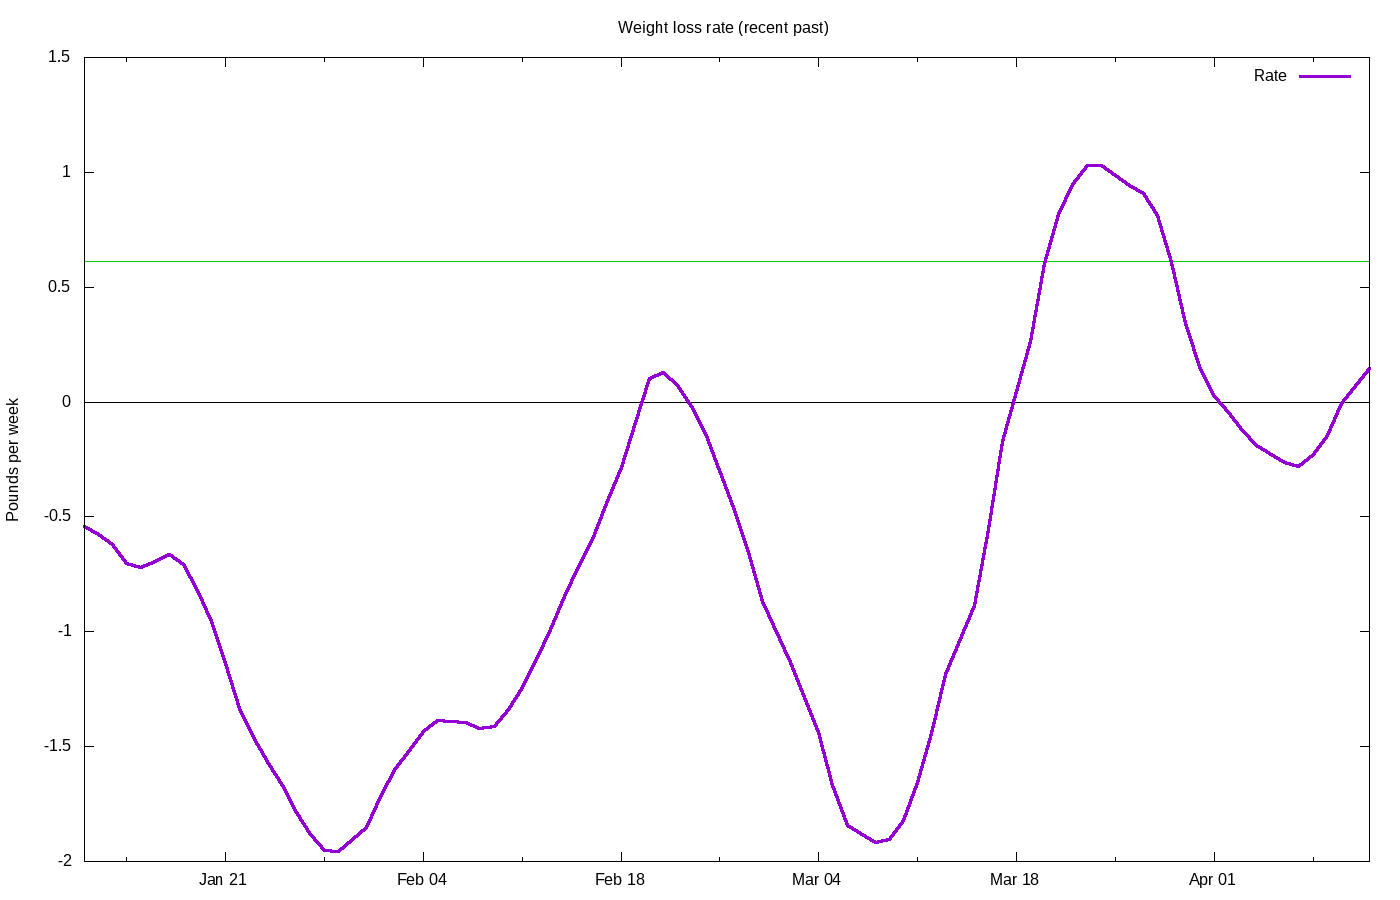 Weight loss rate (recent past)
Rate
1.5
1
0.5
0
-0.5
-1
-1.5
-2
Pounds per week
Jan 21
Feb 04
Feb 18
Mar 04
Mar 18
Apr 01